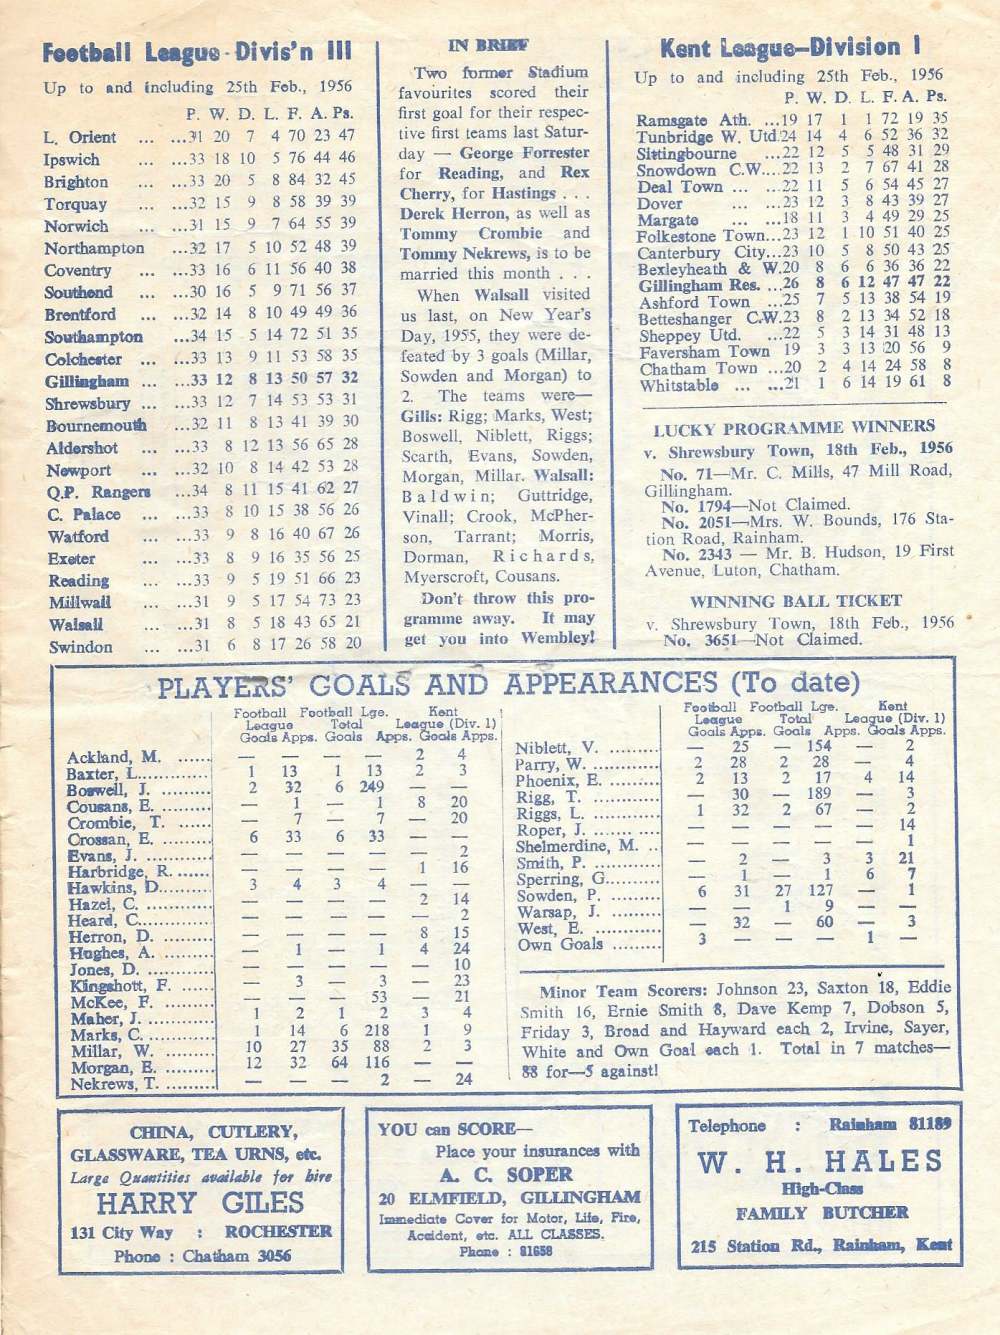 Football League - Divis'n III
Up to and including 25th Feb., 1956
P. W. D. L. F. A. Ps.
L. Orient ... ...31 20 7 4 70 23 47
Ipswich ... ...33 18 10 5 76 44 46
Brighton ... ...33 20 5 8 84 32 45
Torquay ... ...32 15 9 8 58 39 39
Norwich ... ...31 15 9 7 64 55 39
Northampton ...32 17 5 10 52 48 39
Coventry ... ...33 16 6 11 56 40 38
Southend ... ...30 16 5 9 71 56 37
Brentford ... ...32 14 8 10 49 49 36
Southampton ...34 15 5 14 72 51 35
Colchester ... ...33 13 9 11 53 58 35
Gillingham ... ...33 12 8 13 50 57 32
Shrewsbury ... ...33 12 7 14 53 53 31
Bournemouth ...32 11 8 13 41 39 30
Aldershot ... ...33 8 12 13 56 65 28
Newport ... ...32 10 8 14 42 53 28
Q.P. Rangers ...34 8 11 15 41 62 27
C. Palace ... ...33 8 10 15 38 56 26
Watford ... ...33 9 8 16 40 67 26
Exeter ... ...33 8 9 16 35 56 25
Reading ... ...33 9 5 19 51 66 23
Millwall ... ...31 9 5 17 54 73 23
Walsall ... ...31 8 5 18 43 65 21
Swindon ... ...31 6 8 17 26 58 20
IN BRIEF
Two former Stadium
favourites scored their
first goal for their respec-
tive first teams last Satur-
day — George Forrester
for Reading, and Rex
Cherry, for Hastings . . .
Derek Herron, as well as
Tommy Crombie and
Tommy Nekrews, is to be
married this month . . .
When Walsall visited
us last, on New Year's
Day, 1955, they were de-
feated by 3 goals (Millar,
Sowden and Morgan) to
2. The teams were—
Gills: Rigg; Marks, West;
Boswell, Niblett, Riggs;
Scarth, Evans, Sowden,
Morgan, Millar. Walsall:
Baldwin; Guttridge,
Vinall; Crook, McPher-
son, Tarrant; Morris,
Dorman, Richards,
Myerscroft, Cousans.
Don't throw this pro-
gramme away. It may
get you into Wembley!
Kent League—Division I
Up to and including 25th Feb., 1956
P. W. D. L. F. A. Ps.
Ramsgate Ath. ...19 17 1 1 72 19 35
Tunbridge W. Utd.24 14 4 6 52 36 32
Sittingbourne ...22 12 5 5 48 31 29
Snowdown C.W....22 13 2 7 67 41 28
Deal Town ... ...22 11 5 6 54 45 27
Dover ... ...23 12 3 8 43 39 27
Margate ... ...18 11 3 4 49 29 25
Folkestone Town...23 12 1 10 51 40 25
Canterbury City...23 10 5 8 50 43 25
Bexleyheath & W.20 8 6 6 36 36 22
Gillingham Res. ...26 8 6 12 47 47 22
Ashford Town ...25 7 5 13 38 54 19
Betteshanger C.W.23 8 2 13 34 52 18
Sheppey Utd. ...22 5 3 14 31 48 13
Faversham Town 19 3 3 13 20 56 9
Chatham Town ...20 2 4 14 24 58 8
Whitstable ... ...21 1 6 14 19 61 8
LUCKY PROGRAMME WINNERS
v. Shrewsbury Town, 18th Feb., 1956
No. 71—Mr. C. Mills, 47 Mill Road,
Gillingham.
No. 1794—Not Claimed.
No. 2051—Mrs. W. Bounds, 176 Sta-
tion Road, Rainham.
No. 2343 — Mr. B. Hudson, 19 First
Avenue, Luton, Chatham.
WINNING BALL TICKET
v. Shrewsbury Town, 18th Feb., 1956
No. 3651—Not Claimed.
PLAYERS' GOALS AND APPEARANCES (To date)
Football Football Lge. Kent
League Total League (Div. 1)
Goals Apps. Goals Apps. Goals Apps.
Ackland, M. ...... — — — — 2 4
Baxter, L............. 1 13 1 13 2 3
Boswell, J. ......... 2 32 6 249 — —
Cousans, E. ......... — 1 — 1 8 20
Crombie, T. ...... — 7 — 7 — 20
Crossan, E. ......... 6 33 6 33 — —
Evans, J. ............ — — — — — 2
Harbridge, R. ...... — — — — 1 16
Hawkins, D.......... 3 4 3 4 — —
Hazel, C. ............ — — — — 2 14
Heard, C............. — — — — — 2
Herron, D. ......... — — — — 8 15
Hughes, A. ......... — 1 — 1 4 24
Jones, D. ............ — — — — — 10
Kingshott, F. ...... — 3 — 3 — 23
McKee, F. ......... — — — 53 — 21
Maher, J. ............ 1 2 1 2 3 4
Marks, C. ............ 1 14 6 218 1 9
Millar, W. ......... 10 27 35 88 2 3
Morgan, E. ......... 12 32 64 116 — —
Nekrews, T. ......... — — — 2 — 24
Football Football Lge. Kent
League Total League (Div. 1)
Goals Apps. Goals Apps. Goals Apps.
Niblett, V. .......... — 25 — 154 — 2
Parry, W. ............ 2 28 2 28 — 4
Phoenix, E. ......... 2 13 2 17 4 14
Rigg, T. ............ — 30 — 189 — 3
Riggs, L. ............ 1 32 2 67 — 2
Roper, J. ....... .... — — — — — 14
Shelmerdine, M. .. — — — — — 1
Smith, P. ............ — 2 — 3 3 21
Sperring, G.......... — 1 — 1 6 7
Sowden, P. .......... 6 31 27 127 — 1
Warsap, J. .......... — — 1 9 — —
West, E. ............ — 32 — 60 — 3
Own Goals ......... 3 — — — 1 —
Minor Team Scorers: Johnson 23, Saxton 18, Eddie
Smith 16, Ernie Smith 8, Dave Kemp 7, Dobson 5,
Friday 3, Broad and Hayward each 2, Irvine, Sayer,
White and Own Goal each 1. Total in 7 matches—
88 for—5 against!
CHINA, CUTLERY,
GLASSWARE, TEA URNS, etc.
Large Quantities available for hire
HARRY GILES
131 City Way : ROCHESTER
Phone : Chatham 3056
YOU can SCORE—
Place your insurances with
A. C. SOPER
20 ELMFIELD, GILLINGHAM
Immediate Cover for Motor, Life, Fire,
Accident, etc. ALL CLASSES.
Phone : 81658
Telephone : Rainham 81189
W. H. HALES
High-Class
FAMILY BUTCHER
215 Station Rd., Rainham, Kent